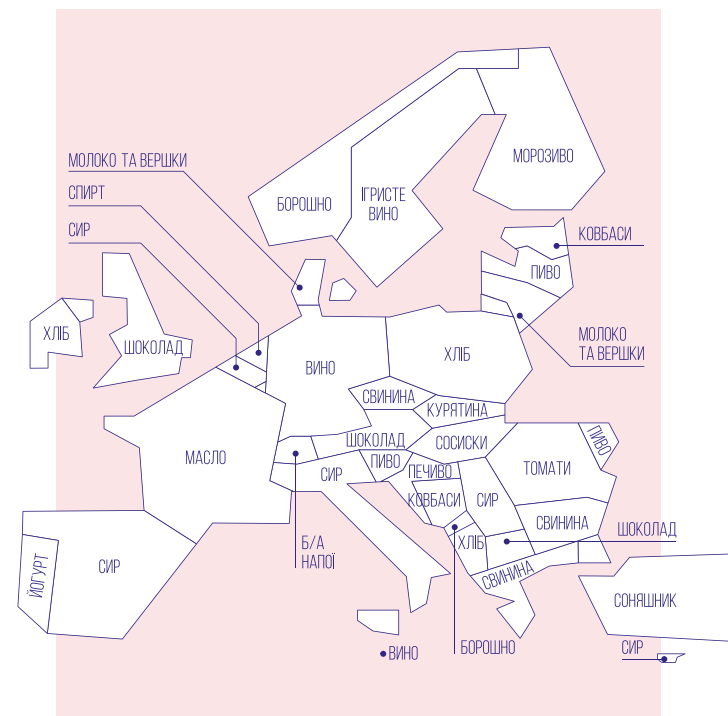 МОРОЗИВО
МОЛОКО ТА ВЕРШКИ
СПИРТ
ІГРИСТЕ
ВИНО
БОРОШНО
СИР
КОВБАСИ
ПИВО
ХЛІБ
ШОКОЛАД
МОЛОКО
ТА ВЕРШКИ
ХЛІБ
ВИНО
СВИНИНА
КУРЯТИНА
ШОКОЛАД
СОСИСКИ
ПИВО
МАСЛО
ПИВО
ПЕЧИВО
ТОМАТИ
СИР
КОВБАСИ
СИР
СВИНИНА
ШОКОЛАД
Б/А
НАПОЇ
ХЛІБ
СИР
ЙОГУРТ
СВИНИНА
СОНЯШНИК
ВИНО
БОРОШНО
СИР